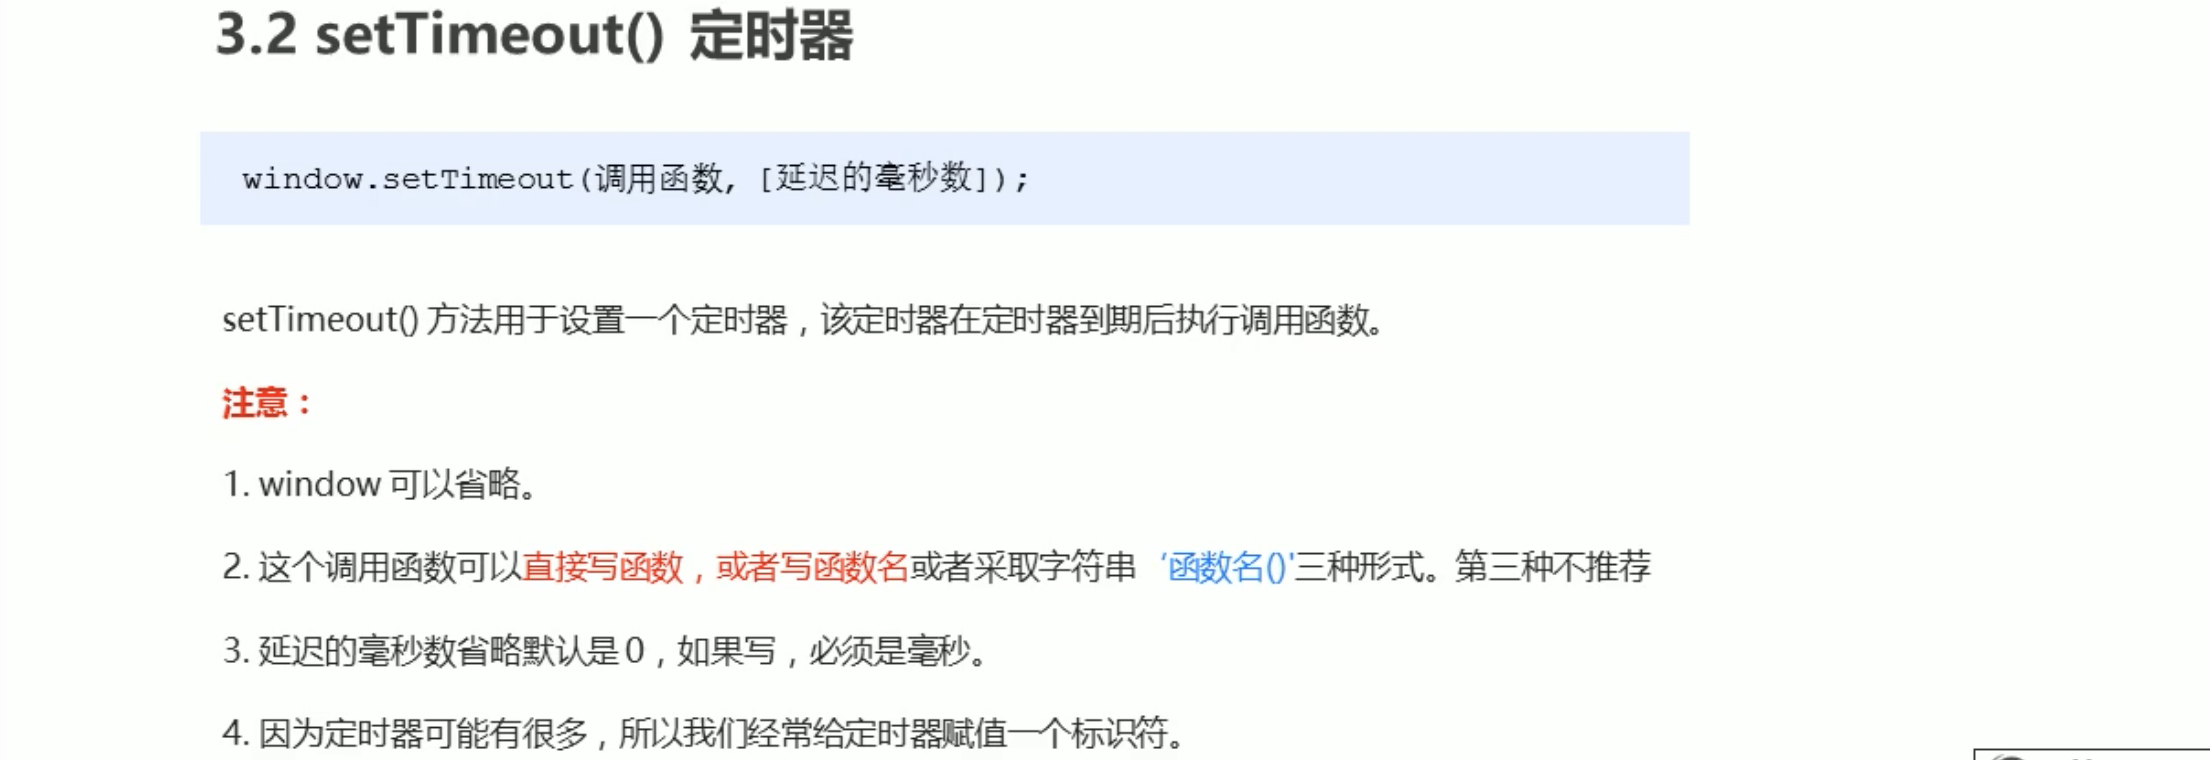 3.2 setTimeout() 定时器
window.setTimeout(调用函数, [延迟的毫秒数]);
setTimeout() 方法用于设置一个定时器，该定时器在定时器到期后执行调用函数。
注意：
1. window 可以省略。
2. 这个调用函数可以直接写函数，或者写函数名或者采取字符串 ‘函数名()'三种形式。第三种不推荐
3. 延迟的毫秒数省略默认是 0，如果写，必须是毫秒。
4. 因为定时器可能有很多，所以我们经常给定时器赋值一个标识符。